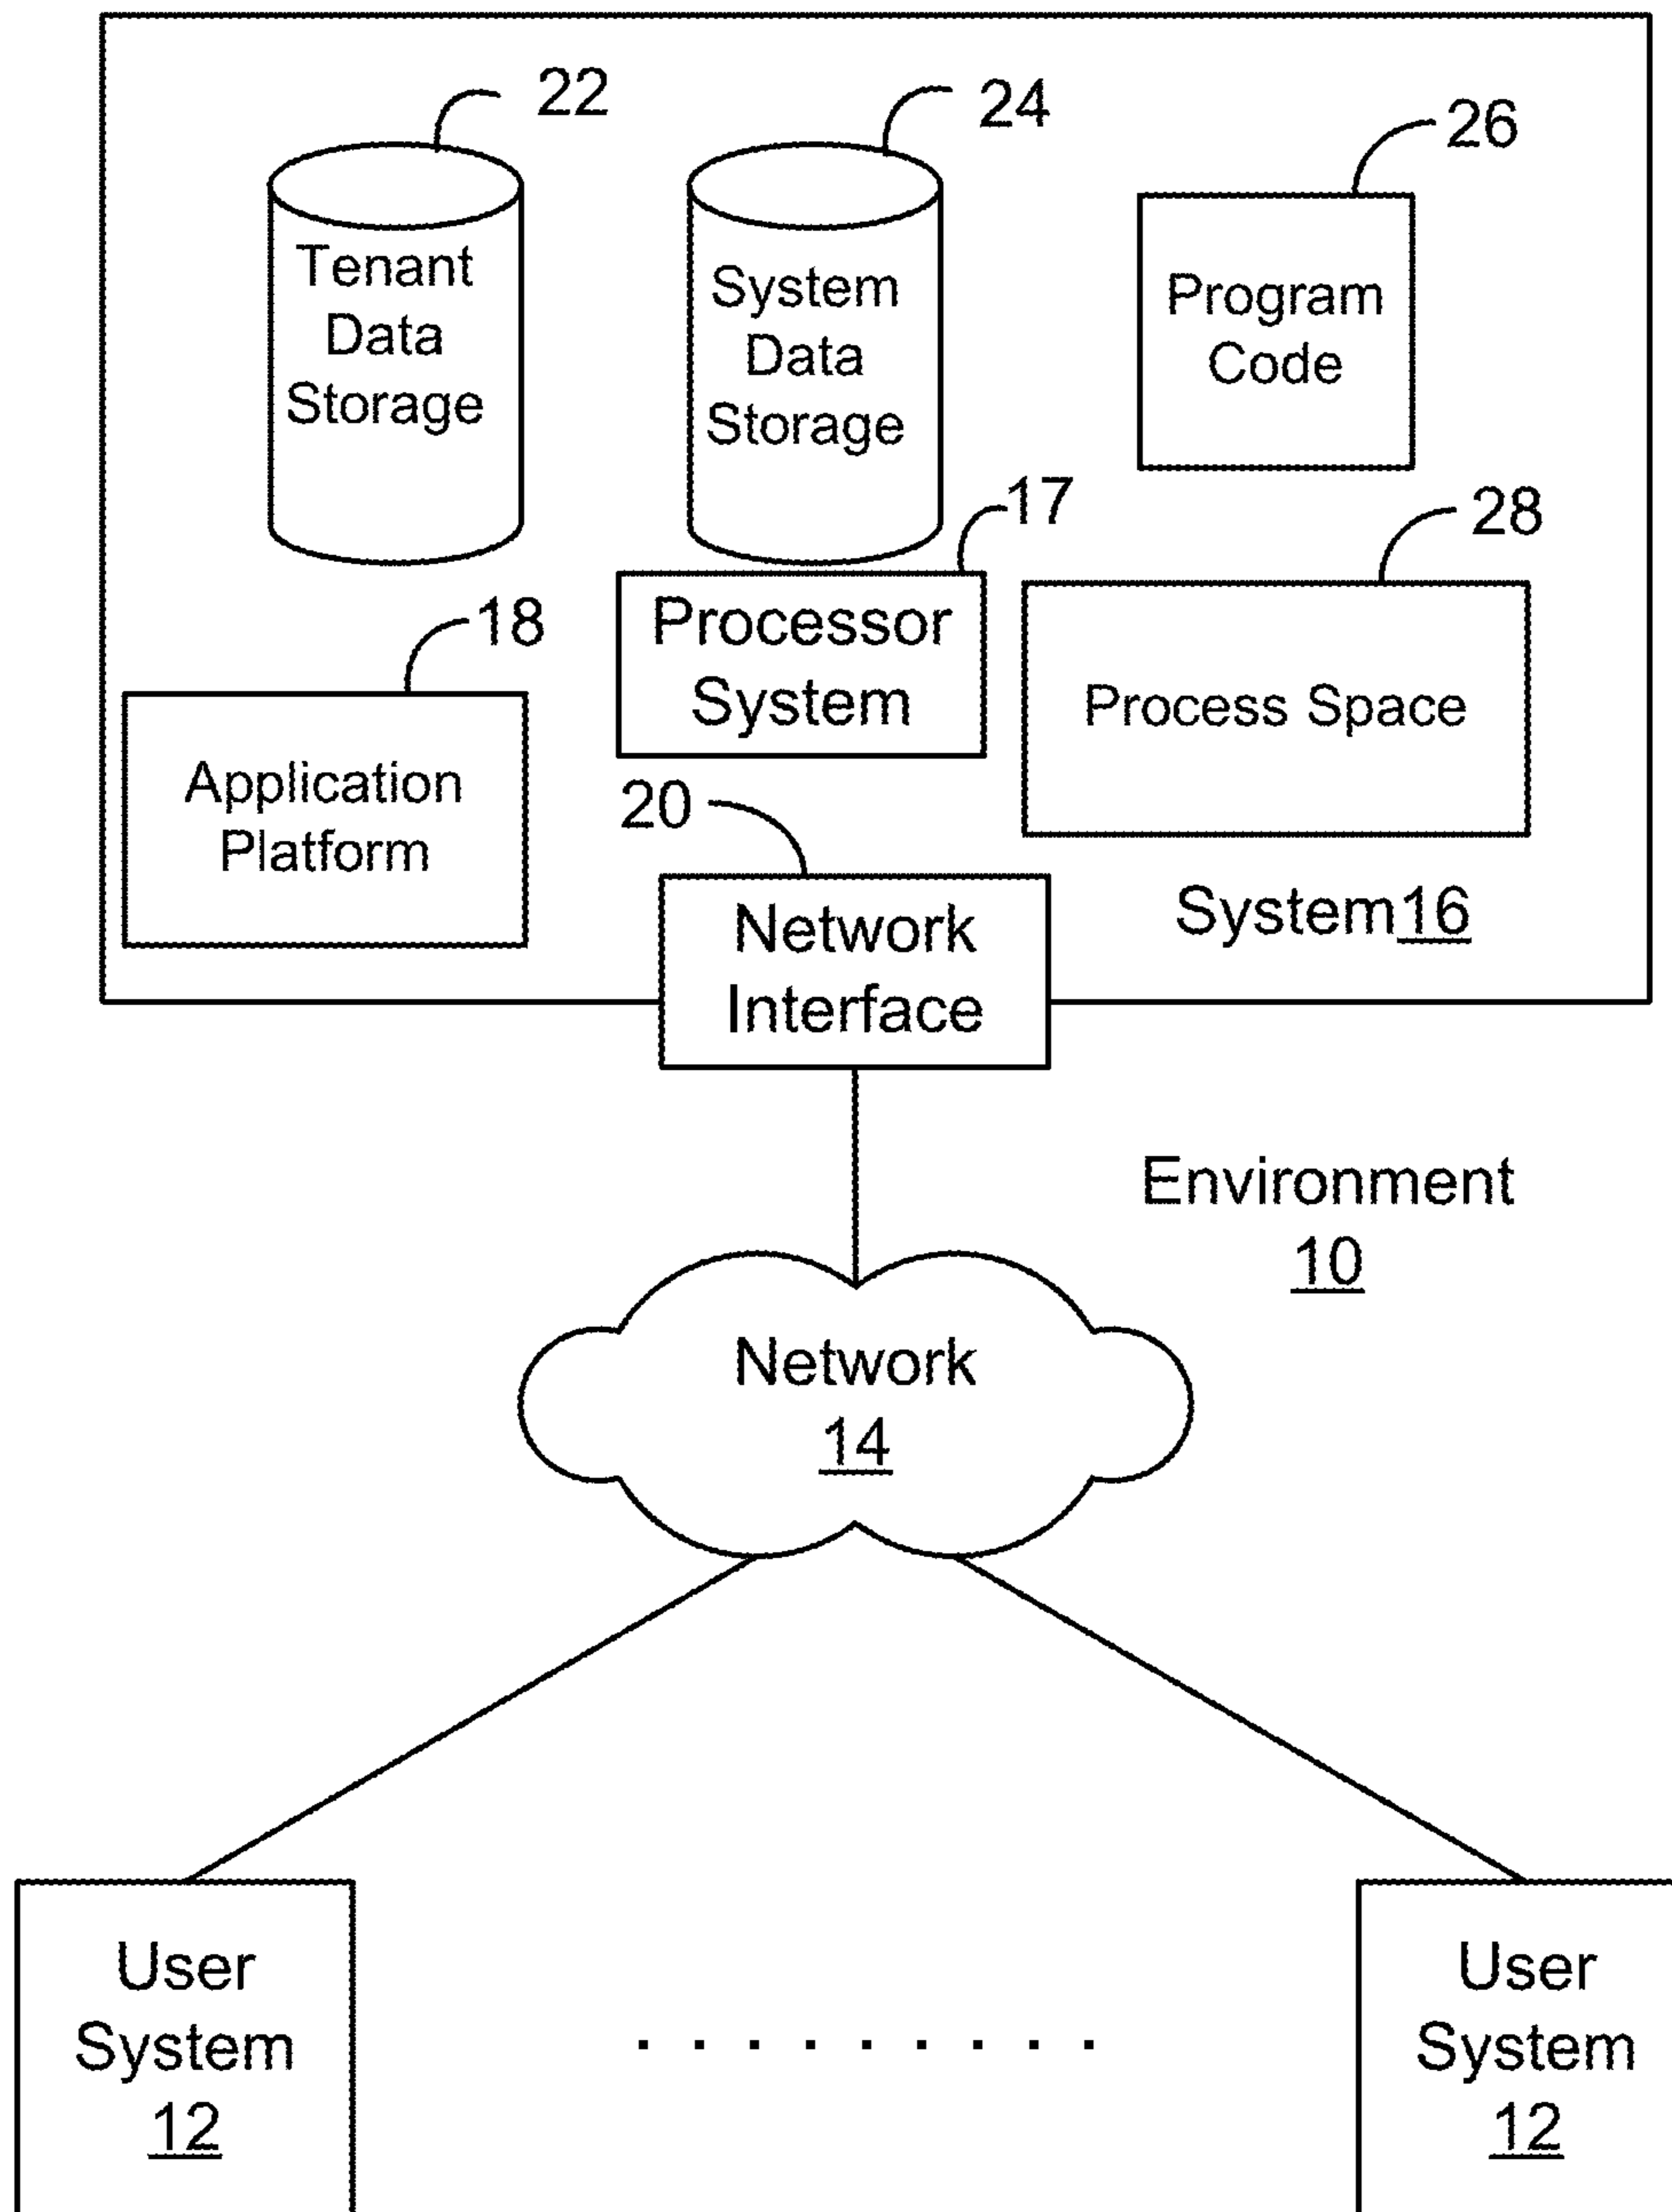 22
24
26
Tenant
Data
Storage
System
Data
Storage
Program
Code
17
28
18
Processor
System
Process Space
Application
Platform
20
Network
Interface
System16
Environment
10
Network
14
User
System
12
. . . . . . . . .
User
System
12